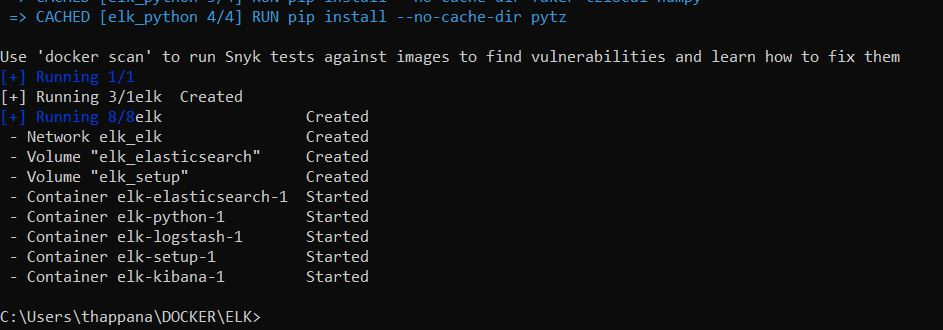 => CACHED [elk_python 3/4] RUN pip install --no-cache-dir faker tzlocal numpy
=> CACHED [elk_python 4/4] RUN pip install --no-cache-dir pytz
Use 'docker scan' to run Snyk tests against images to find vulnerabilities and learn how to fix them
[+] Running 1/1
[+] Running 3/1elk  Created
[+] Running 8/8elk               Created
 - Network elk_elk               Created
 - Volume "elk_elasticsearch"    Created
 - Volume "elk_setup"            Created
 - Container elk-elasticsearch-1  Started
 - Container elk-python-1        Started
 - Container elk-logstash-1      Started
 - Container elk-setup-1         Started
 - Container elk-kibana-1        Started
C:\Users\thappana\DOCKER\ELK>